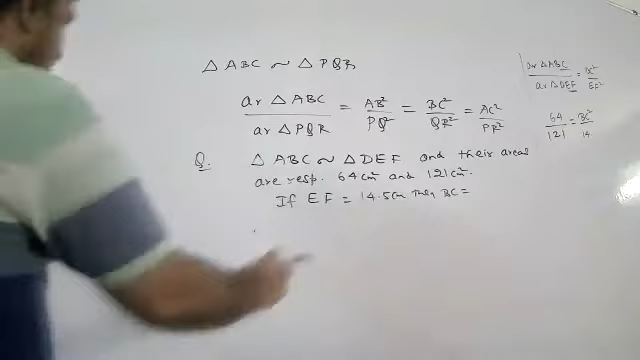 △ ABC ~ △ PQR
ar △ ABC / ar △ PQR = AB² / PQ² = BC² / QR² = AC² / PR²
Q. △ ABC ~ △ DEF and their areas
are resp. 64 cm² and 121 cm².
If EF = 14.5 cm then BC =
ar △ ABC / ar △ DEF = BC² / EF²
64 / 121 = BC² / 14